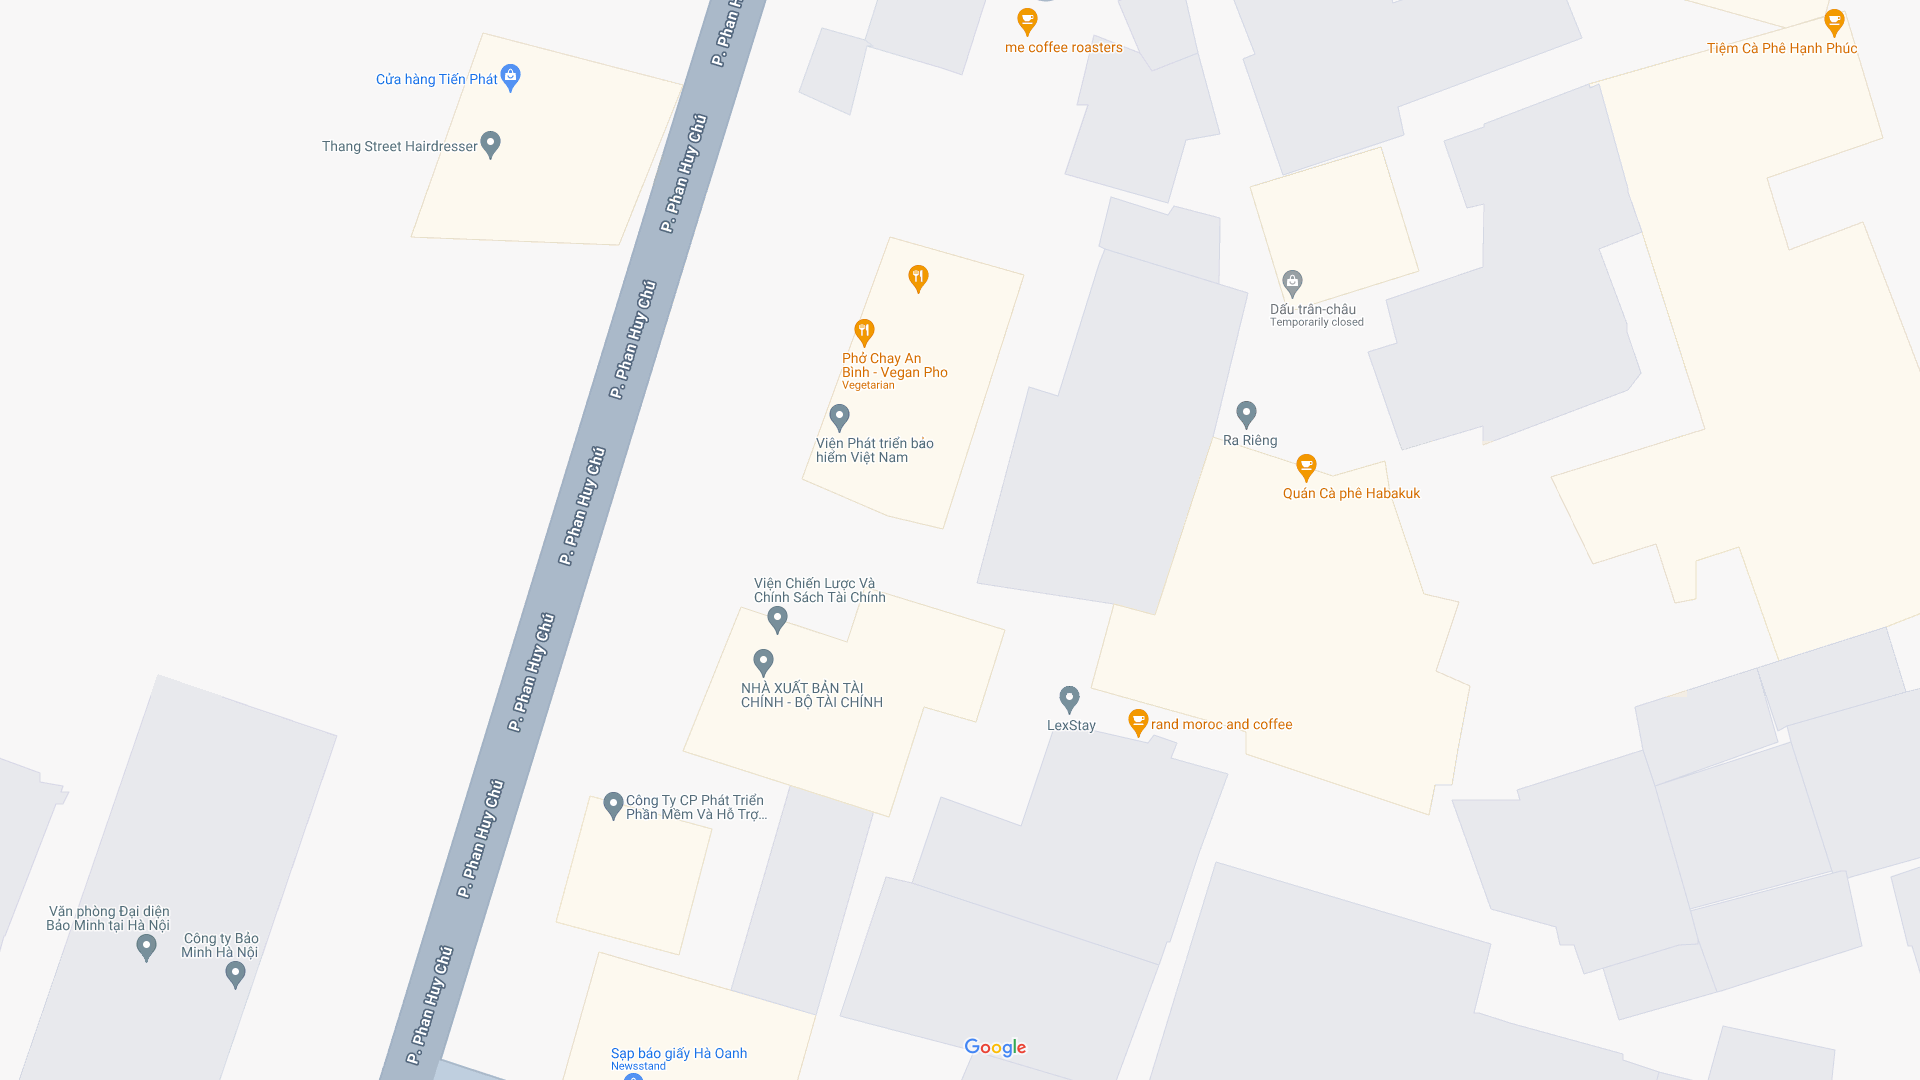 P. Phan H
me coffee roasters
Tiệm Cà Phê Hạnh Phúc
Cửa hàng Tiến Phát
Thang Street Hairdresser
P. Phan Huy Chú
P. Phan Huy Chú
Dấu trân-châu
Temporarily closed
Phở Chay An
Bình - Vegan Pho
Vegetarian
Viện Phát triển bảo
hiểm Việt Nam
Ra Riêng
Quán Cà phê Habakuk
P. Phan Huy Chú
Viện Chiến Lược Và
Chính Sách Tài Chính
P. Phan Huy Chú
NHÀ XUẤT BẢN TÀI
CHÍNH - BỘ TÀI CHÍNH
LexStay
rand moroc and coffee
Công Ty CP Phát Triển
Phần Mềm Và Hỗ Trợ...
P. Phan Huy Chú
Văn phòng Đại diện
Bảo Minh tại Hà Nội
Công ty Bảo
Minh Hà Nội
P. Phan Huy Chú
Sạp báo giấy Hà Oanh
Newsstand
Google